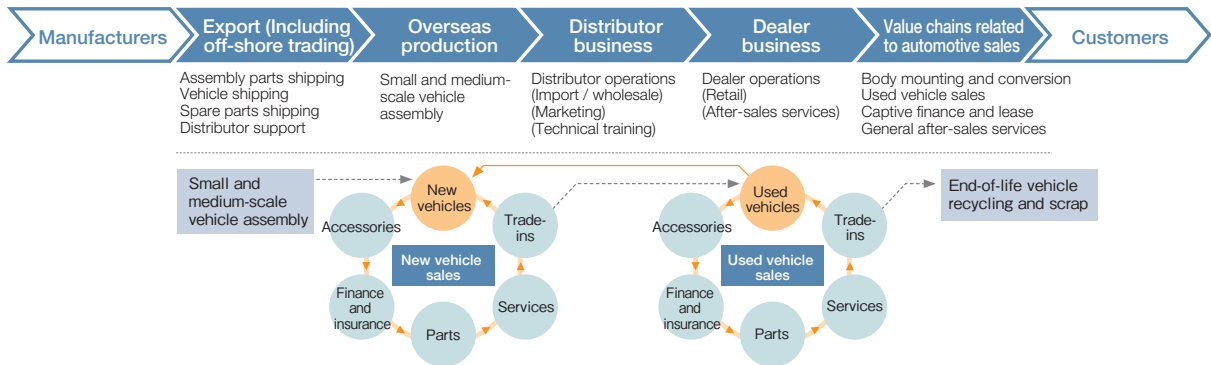 Manufacturers
Export (Including
off-shore trading)
Overseas
production
Distributor
business
Dealer
business
Value chains related
to automotive sales
Customers
Assembly parts shipping
Vehicle shipping
Spare parts shipping
Distributor support
Small and medium-
scale vehicle
assembly
Distributor operations
(Import / wholesale)
(Marketing)
(Technical training)
Dealer operations
(Retail)
(After-sales services)
Body mounting and conversion
Used vehicle sales
Captive finance and lease
General after-sales services
Small and
medium-scale
vehicle assembly
New
vehicles
Accessories
Trade-
ins
New vehicle
sales
Finance
and
insurance
Services
Parts
Used
vehicles
Accessories
Trade-
ins
Used vehicle
sales
Finance
and
insurance
Services
Parts
End-of-life vehicle
recycling and scrap